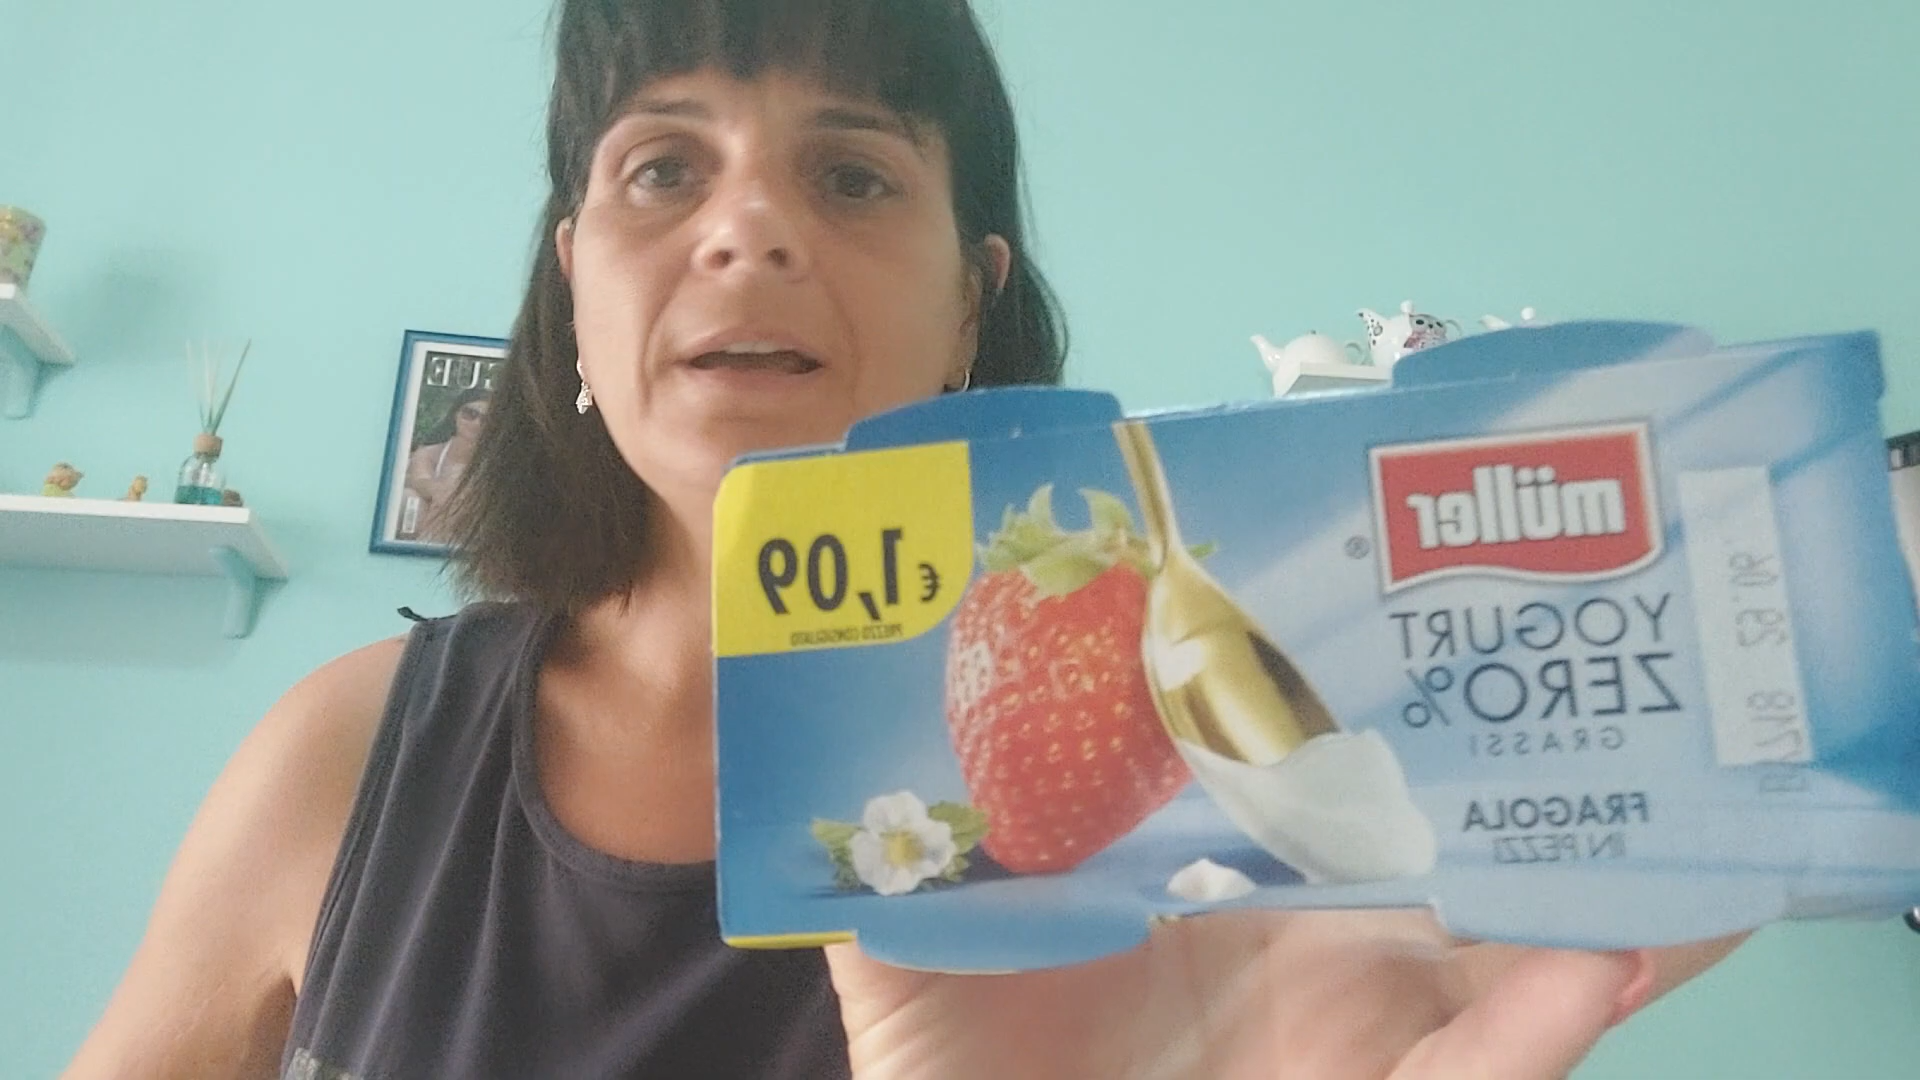 € 1,09
PREZZO CONSIGLIATO
müller
®
YOGURT
ZERO%
GRASSI
FRAGOLA
IN PEZZI